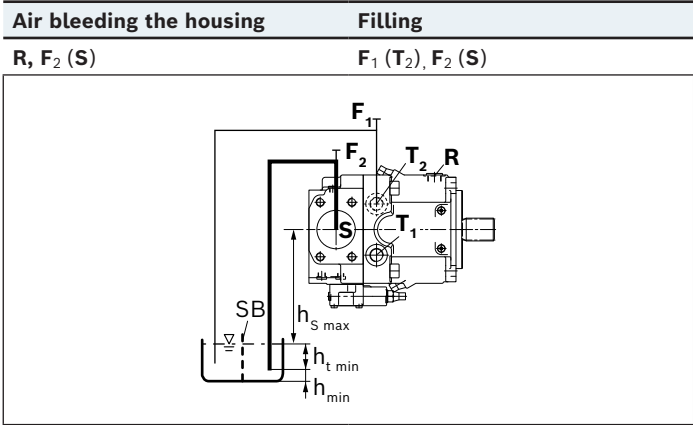 Air bleeding the housing Filling
R, F₂ (S) F₁ (T₂), F₂ (S)
F₁
F₂
T₂ R
S
T₁
SB
hS max
ht min
hmin